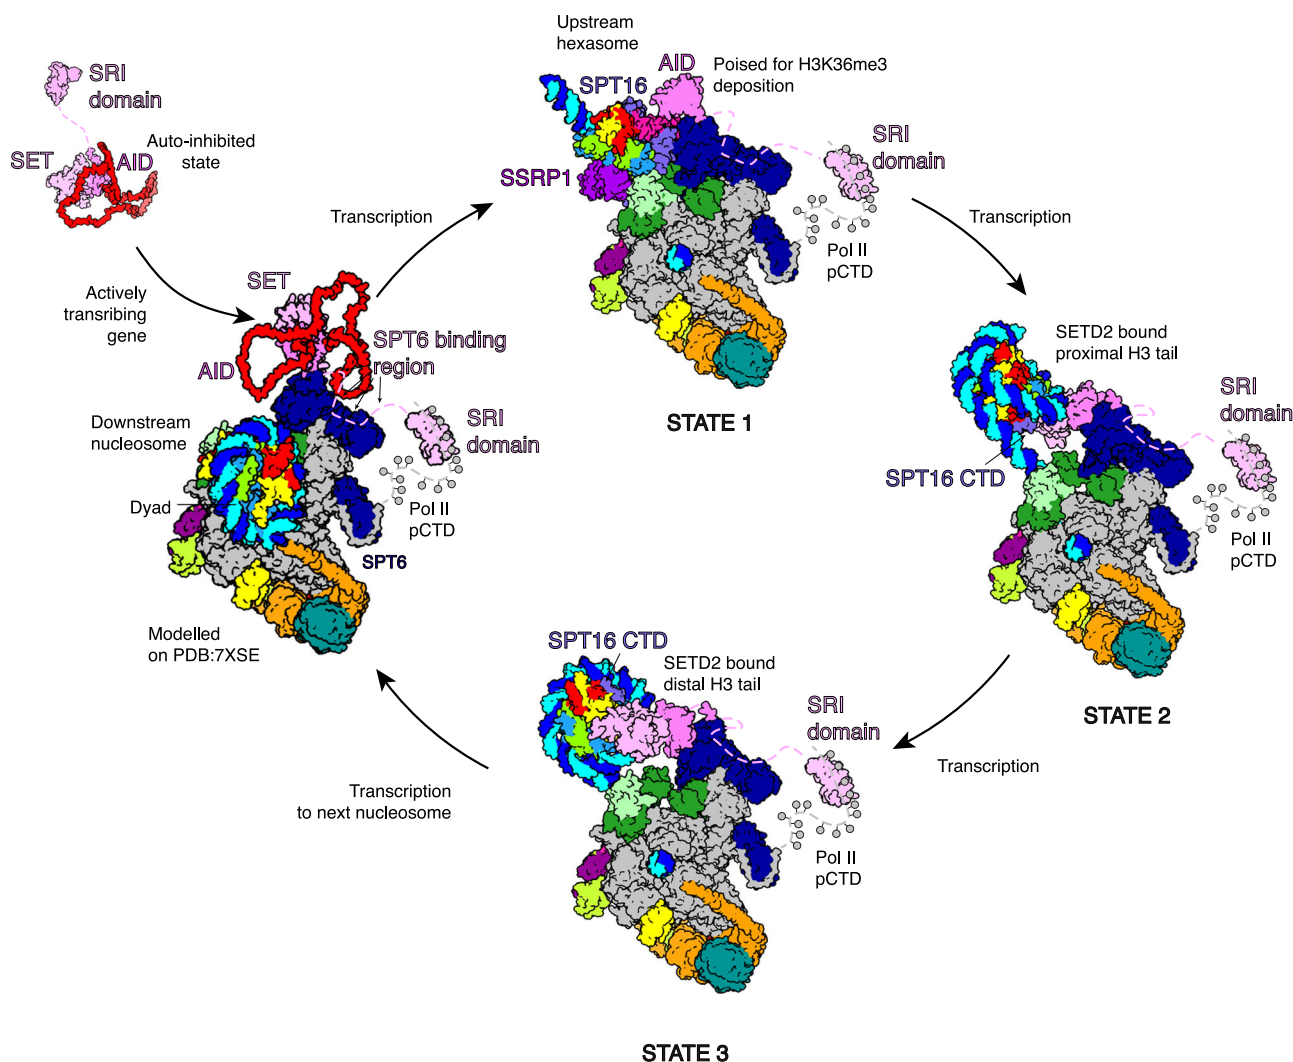 SRI
domain
SET
AID
Auto-inhibited
state
Actively
transribing
gene
SET
AID
SPT6 binding
region
Downstream
nucleosome
Dyad
SRI
domain
Pol II
pCTD
SPT6
Modelled
on PDB:7XSE
Transcription
Upstream
hexasome
SPT16
AID
Poised for H3K36me3
deposition
SSRP1
SRI
domain
Pol II
pCTD
STATE 1
Transcription
SETD2 bound
proximal H3 tail
SRI
domain
SPT16 CTD
Pol II
pCTD
STATE 2
Transcription
SPT16 CTD
SETD2 bound
distal H3 tail
SRI
domain
Pol II
pCTD
STATE 3
Transcription
to next nucleosome